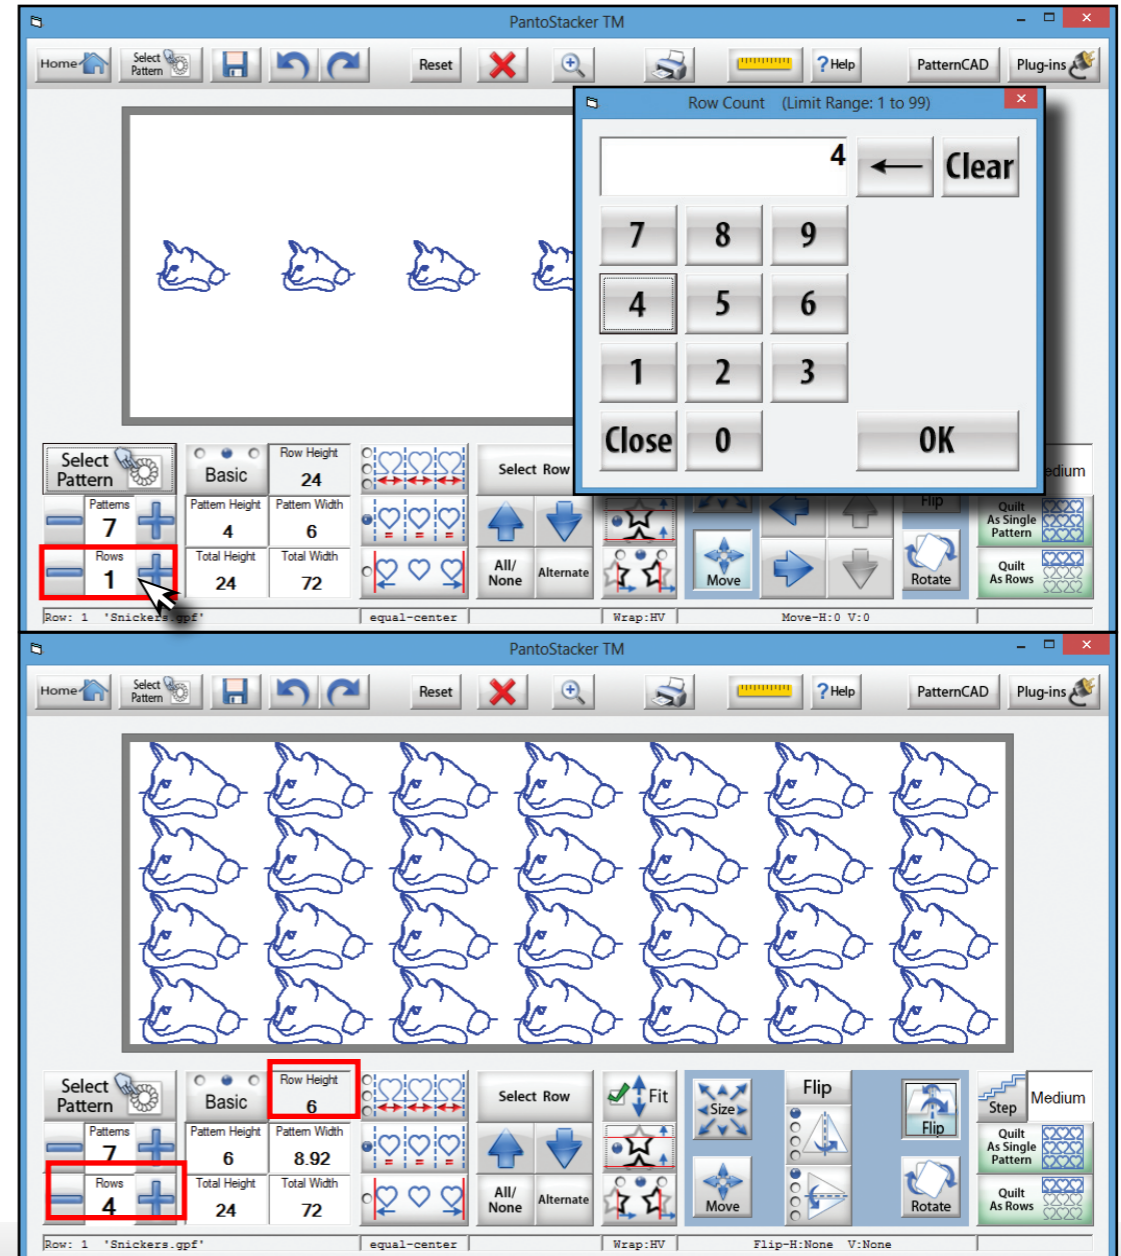 PantoStacker TM
Home
Select
Pattern
Reset
?Help
PatternCAD
Plug-ins
Row Count (Limit Range: 1 to 99)
4
Clear
7 8 9
4 5 6
1 2 3
Close 0 OK
Select
Pattern
Basic
Row Height
24
Select Row
edium
Patterns
7
Pattern Height
4
Pattern Width
6
Flip
Quilt
As Single
Pattern
Rows
1
Total Height
24
Total Width
72
All/
None
Alternate
Move
Rotate
Quilt
As Rows
Row: 1 'Snickers.gpf'
equal-center
Wrap:HV
Move-H:0 V:0
PantoStacker TM
Home
Select
Pattern
Reset
?Help
PatternCAD
Plug-ins
Select
Pattern
Basic
Row Height
6
Select Row
Fit
Size
Flip
Flip
Step
Medium
Patterns
7
Pattern Height
6
Pattern Width
8.92
Quilt
As Single
Pattern
Rows
4
Total Height
24
Total Width
72
All/
None
Alternate
Move
Rotate
Quilt
As Rows
Row: 1 'Snickers.gpf'
equal-center
Wrap:HV
Flip-H:None V:None